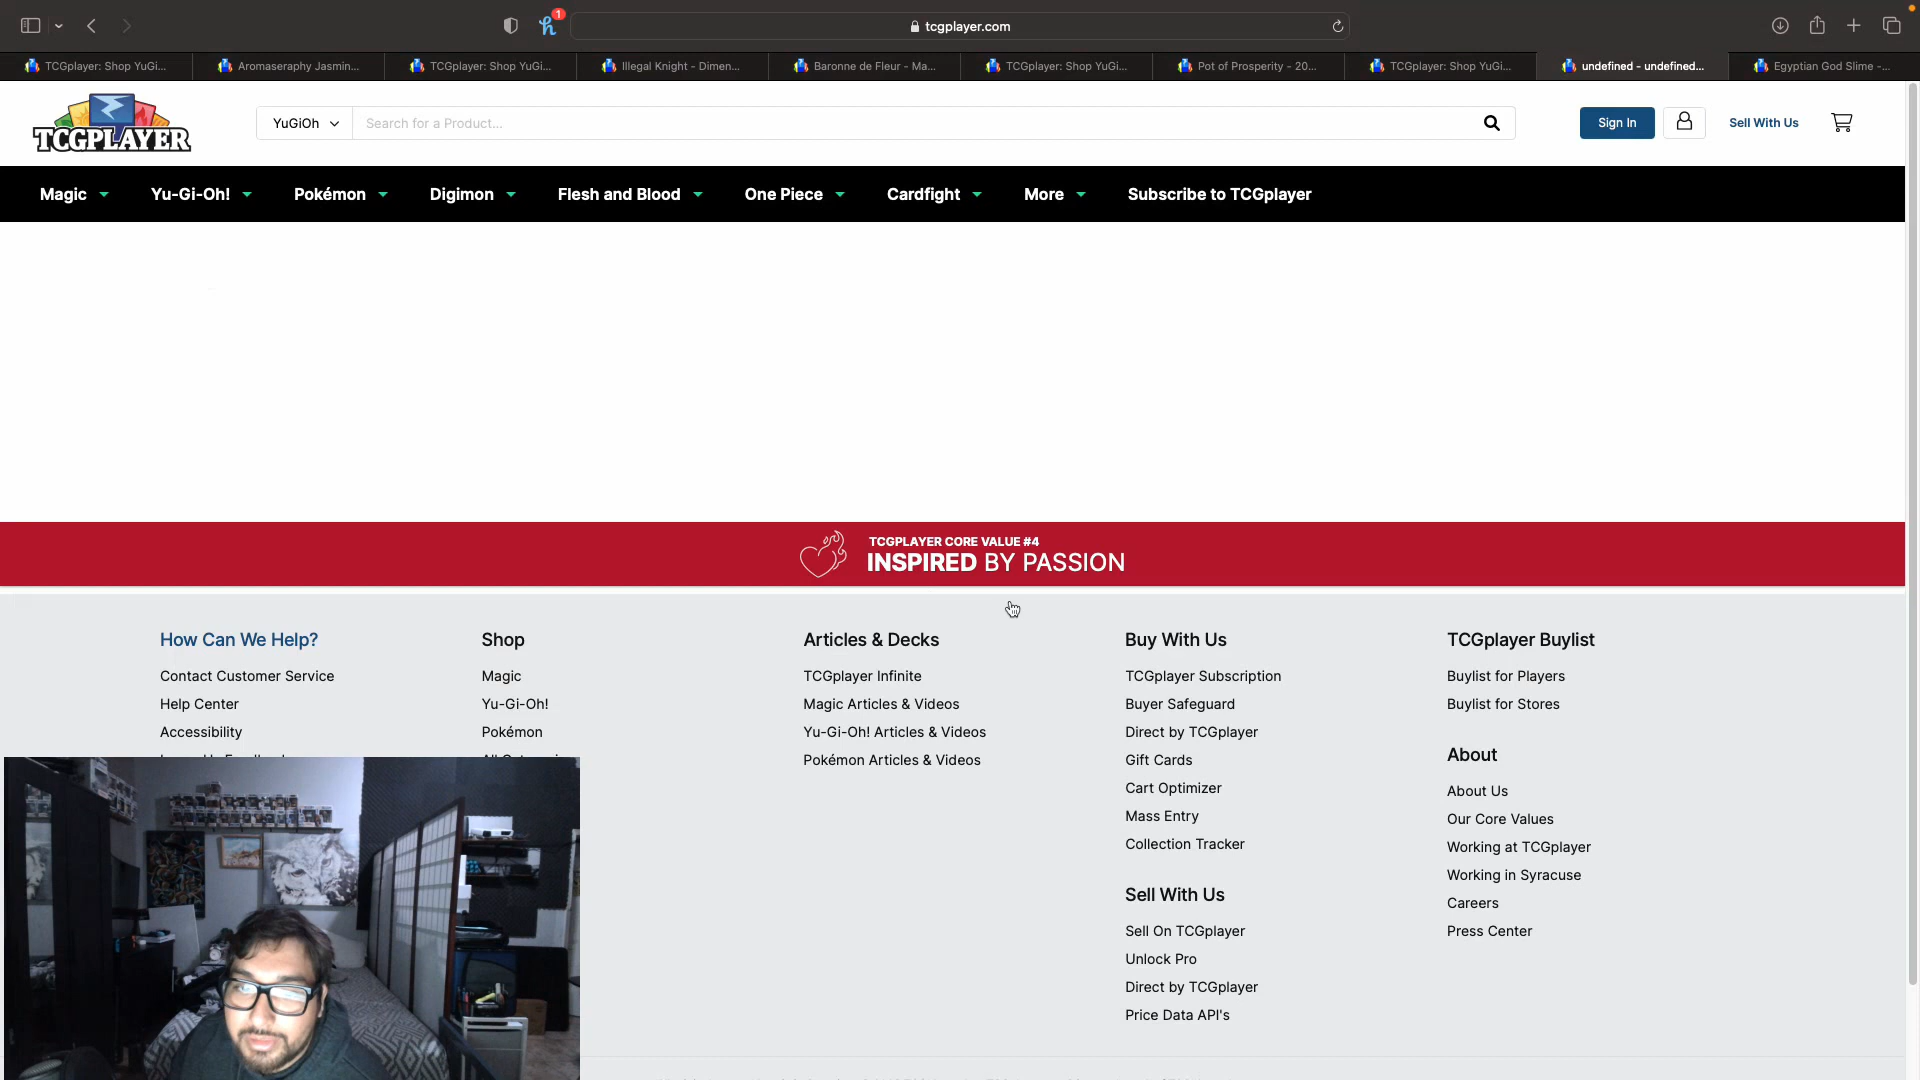 1
tcgplayer.com
TCGplayer: Shop YuGi...
Aromaseraphy Jasmin...
TCGplayer: Shop YuGi...
Illegal Knight - Dimen...
Baronne de Fleur - Ma...
TCGplayer: Shop YuGi...
Pot of Prosperity - 20...
TCGplayer: Shop YuGi...
undefined - undefined...
Egyptian God Slime -...
TCGPLAYER
YuGiOh
Search for a Product...
Sign In
Sell With Us
Magic
Yu-Gi-Oh!
Pokémon
Digimon
Flesh and Blood
One Piece
Cardfight
More
Subscribe to TCGplayer
TCGPLAYER CORE VALUE #4
INSPIRED BY PASSION
How Can We Help?
Contact Customer Service
Help Center
Accessibility
Shop
Magic
Yu-Gi-Oh!
Pokémon
Articles & Decks
TCGplayer Infinite
Magic Articles & Videos
Yu-Gi-Oh! Articles & Videos
Pokémon Articles & Videos
Buy With Us
TCGplayer Subscription
Buyer Safeguard
Direct by TCGplayer
Gift Cards
Cart Optimizer
Mass Entry
Collection Tracker
Sell With Us
Sell On TCGplayer
Unlock Pro
Direct by TCGplayer
Price Data API's
TCGplayer Buylist
Buylist for Players
Buylist for Stores
About
About Us
Our Core Values
Working at TCGplayer
Working in Syracuse
Careers
Press Center